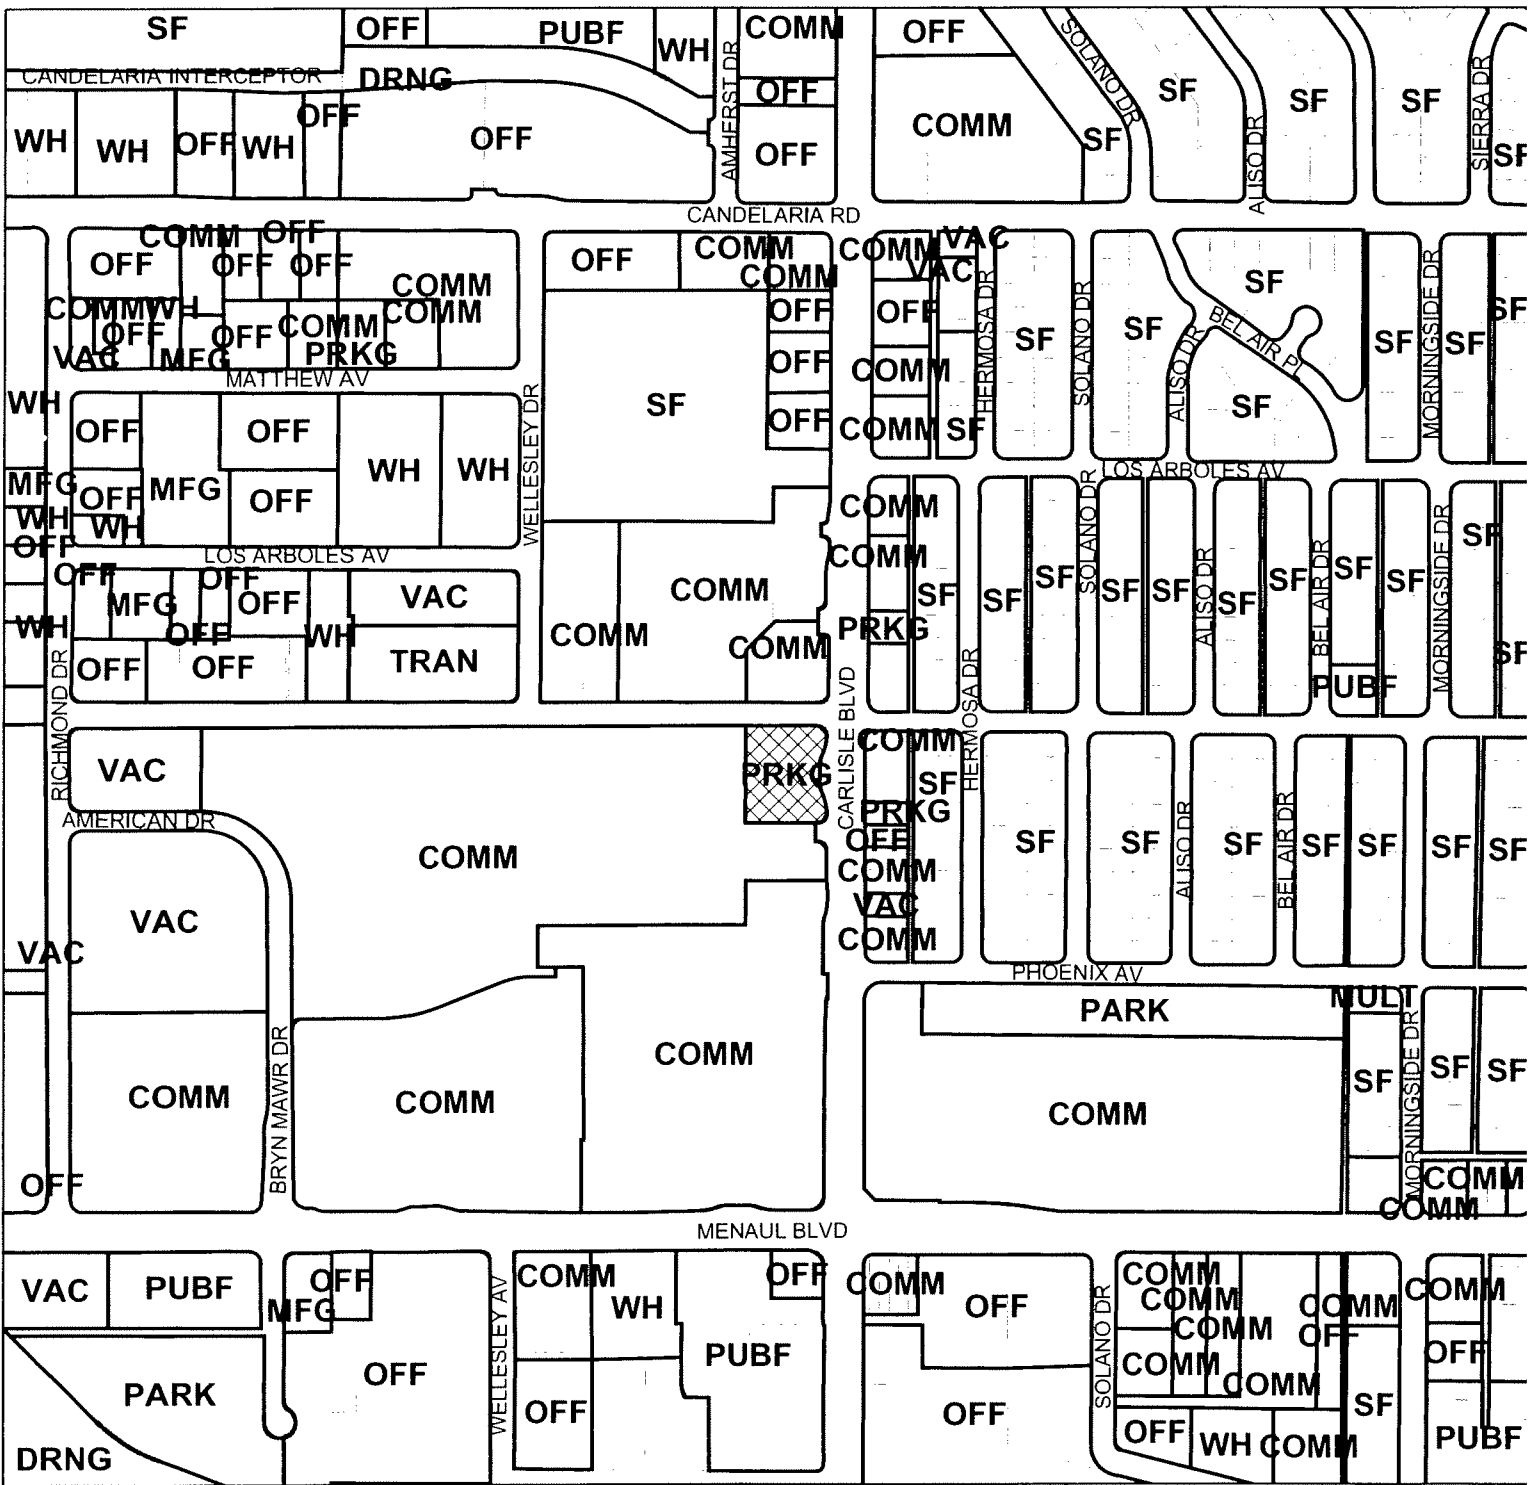 SF OFF PUBF WH COMM OFF
CANDELARIA INTERCEPTOR DRNG AMHERST DR OFF SOLANO DR SF SF SF SIERRA DR
WH WH OFF WH OFF OFF OFF COMM SF ALISO DR SF
CANDELARIA RD
COMM OFF COMM COMM VAC
OFF OFF OFF COMM OFF COMM VAC SF
COMM WH COMM OFF OFF HERMOSA DR SF SOLANO DR SF BEL AIR PL SF MORNINGSIDE DR SF SF
OFF OFF COMM
VAC MFG PRKG OFF COMM ALISO DR
MATTHEW AV
WH SF SF
OFF OFF WELLESLEY DR OFF COMM SF
MFG MFG WH WH LOS ARBOLES AV
OFF OFF COMM
WH WH SF
OFF LOS ARBOLES AV COMM
OFF MFG OFF OFF VAC COMM SF SF SF SOLANO DR SF SF ALISO DR SF SF BEL AIR DR SF SF MORNINGSIDE DR
WH OFF WH COMM COMM PRKG
OFF OFF TRAN SF
RICHMOND DR CARLISLE BLVD HERMOSA DR PUBF
COMM
VAC PRKG SF
AMERICAN DR PRKG
OFF
COMM COMM SF SF ALISO DR SF BEL AIR DR SF SF SF SF
VAC VAC
VAC COMM
PHOENIX AV
PARK MULT
COMM COMM COMM COMM SF MORNINGSIDE DR SF SF
BRYN MAWR DR
OFF COMM
COMM
MENAUL BLVD
VAC PUBF OFF COMM OFF COMM COMM COMM
MFG WH OFF COMM COMM
SOLANO DR COMM OFF
OFF WELLESLEY AV PUBF COMM OFF
PARK COMM
OFF OFF SF
DRNG OFF WH COMM PUBF